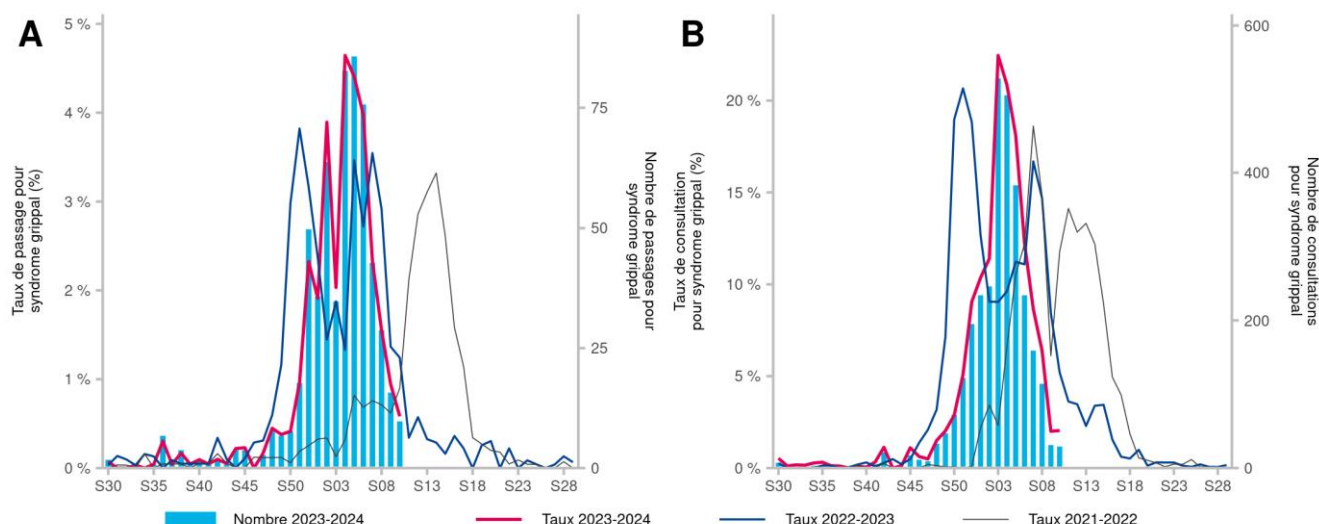 A
Taux de passage pour
syndrome grippal (%)
5 %
4 %
3 %
2 %
1 %
0 %
75
50
25
0
Nombre de passages pour
syndrome grippal
S30
S35
S40
S45
S50
S03
S08
S13
S18
S23
S28
B
Taux de consultation
pour syndrome grippal (%)
20 %
15 %
10 %
5 %
0 %
600
400
200
0
Nombre de consultations
pour syndrome grippal
S30
S35
S40
S45
S50
S03
S08
S13
S18
S23
S28
Nombre 2023-2024
Taux 2023-2024
Taux 2022-2023
Taux 2021-2022